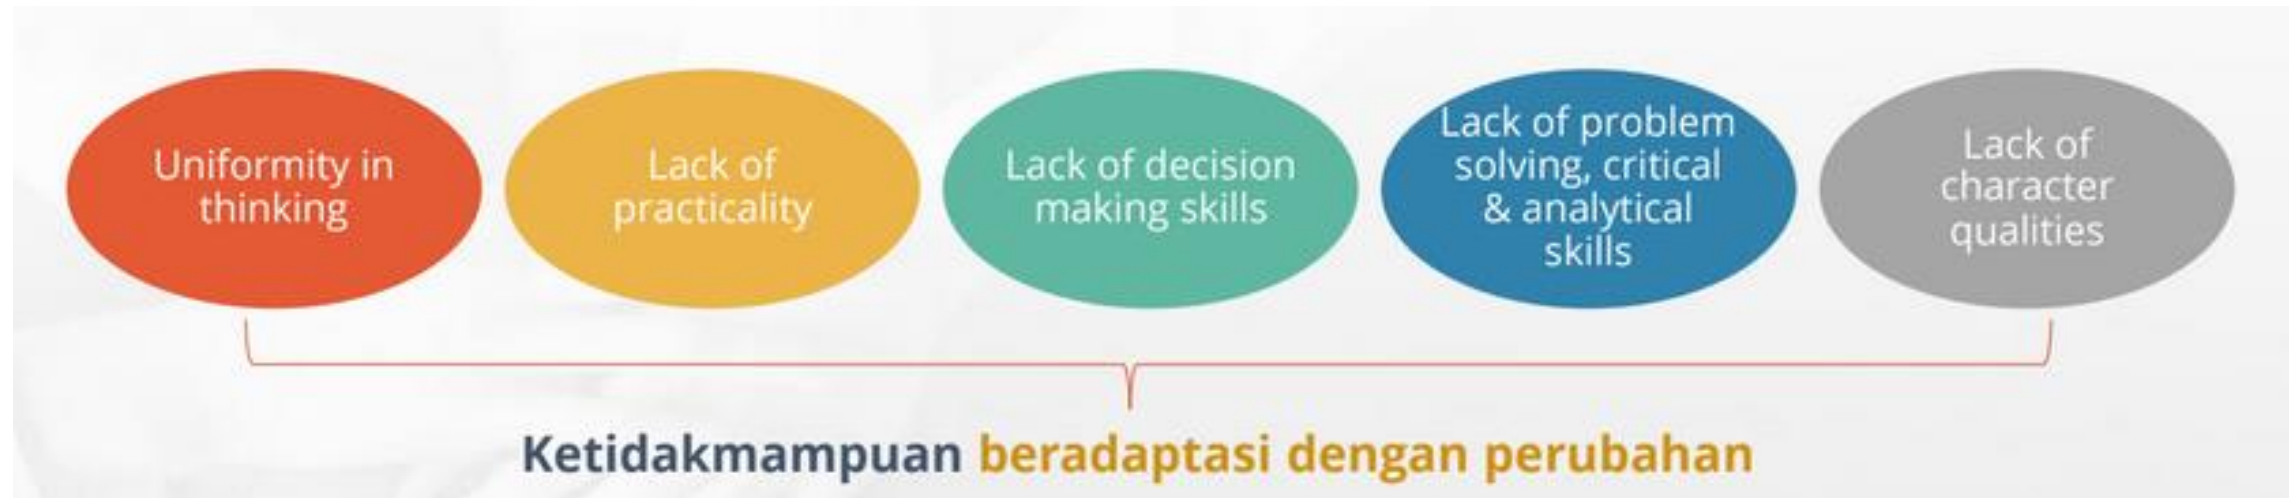 Uniformity in
thinking
Lack of
practicality
Lack of decision
making skills
Lack of problem
solving, critical
& analytical
skills
Lack of
character
qualities
Ketidakmampuan beradaptasi dengan perubahan